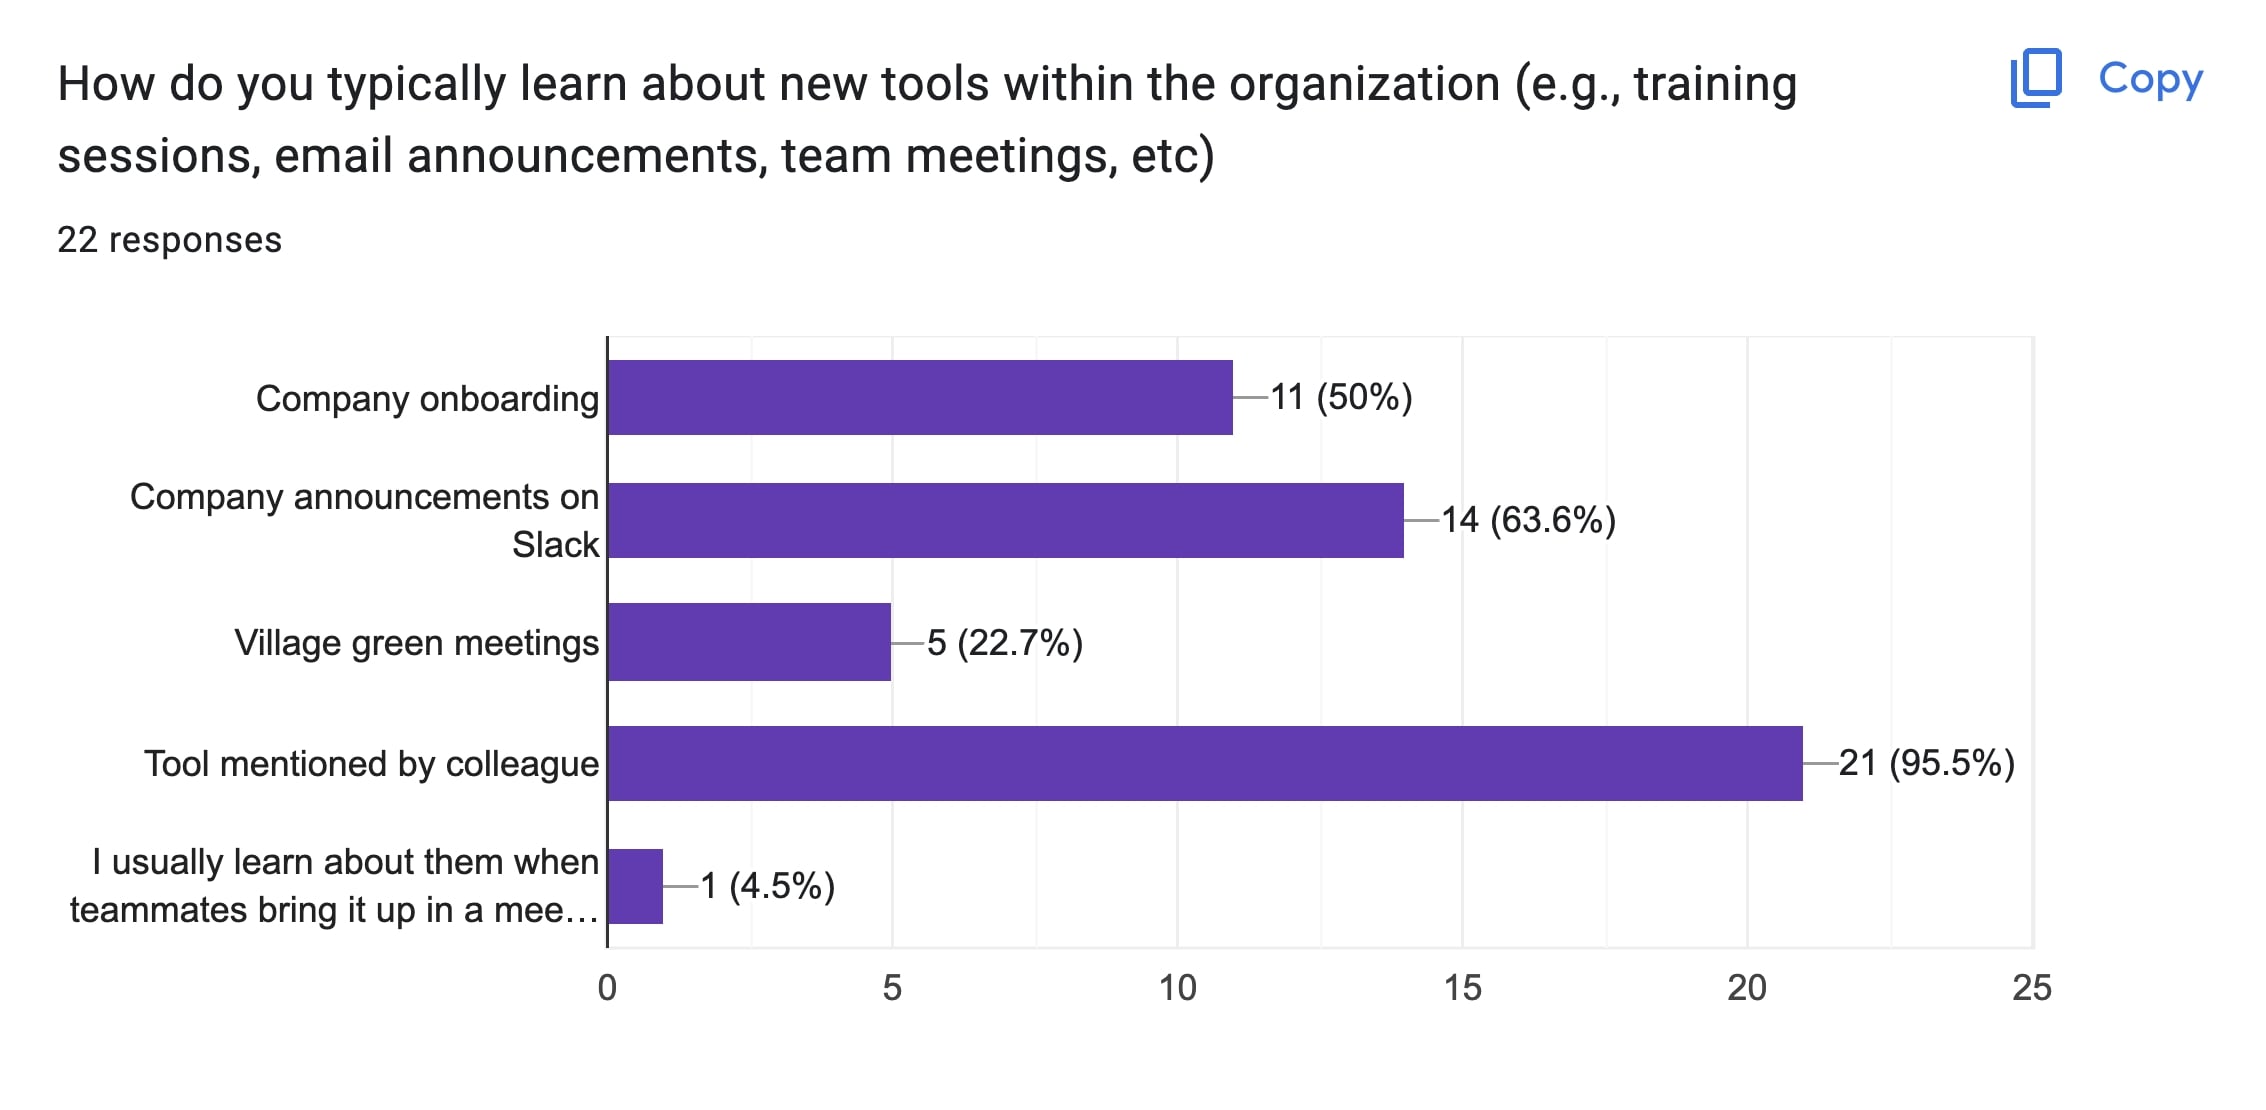 How do you typically learn about new tools within the organization (e.g., training
sessions, email announcements, team meetings, etc)
Copy
22 responses
Company onboarding
11 (50%)
Company announcements on
Slack
14 (63.6%)
Village green meetings
5 (22.7%)
Tool mentioned by colleague
21 (95.5%)
I usually learn about them when
teammates bring it up in a mee…
1 (4.5%)
0 5 10 15 20 25